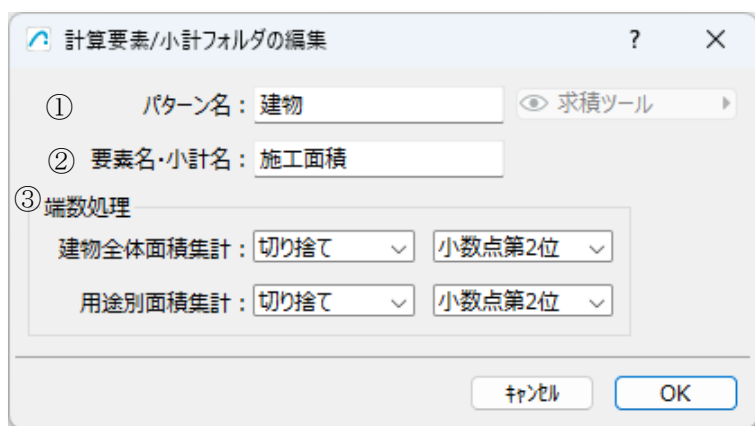 計算要素/小計フォルダの編集 ? ×
① パターン名：建物 求積ツール
② 要素名・小計名：施工面積
③ 端数処理
建物全体面積集計：切り捨て 小数点第2位
用途別面積集計：切り捨て 小数点第2位
ｷｬﾝｾﾙ OK